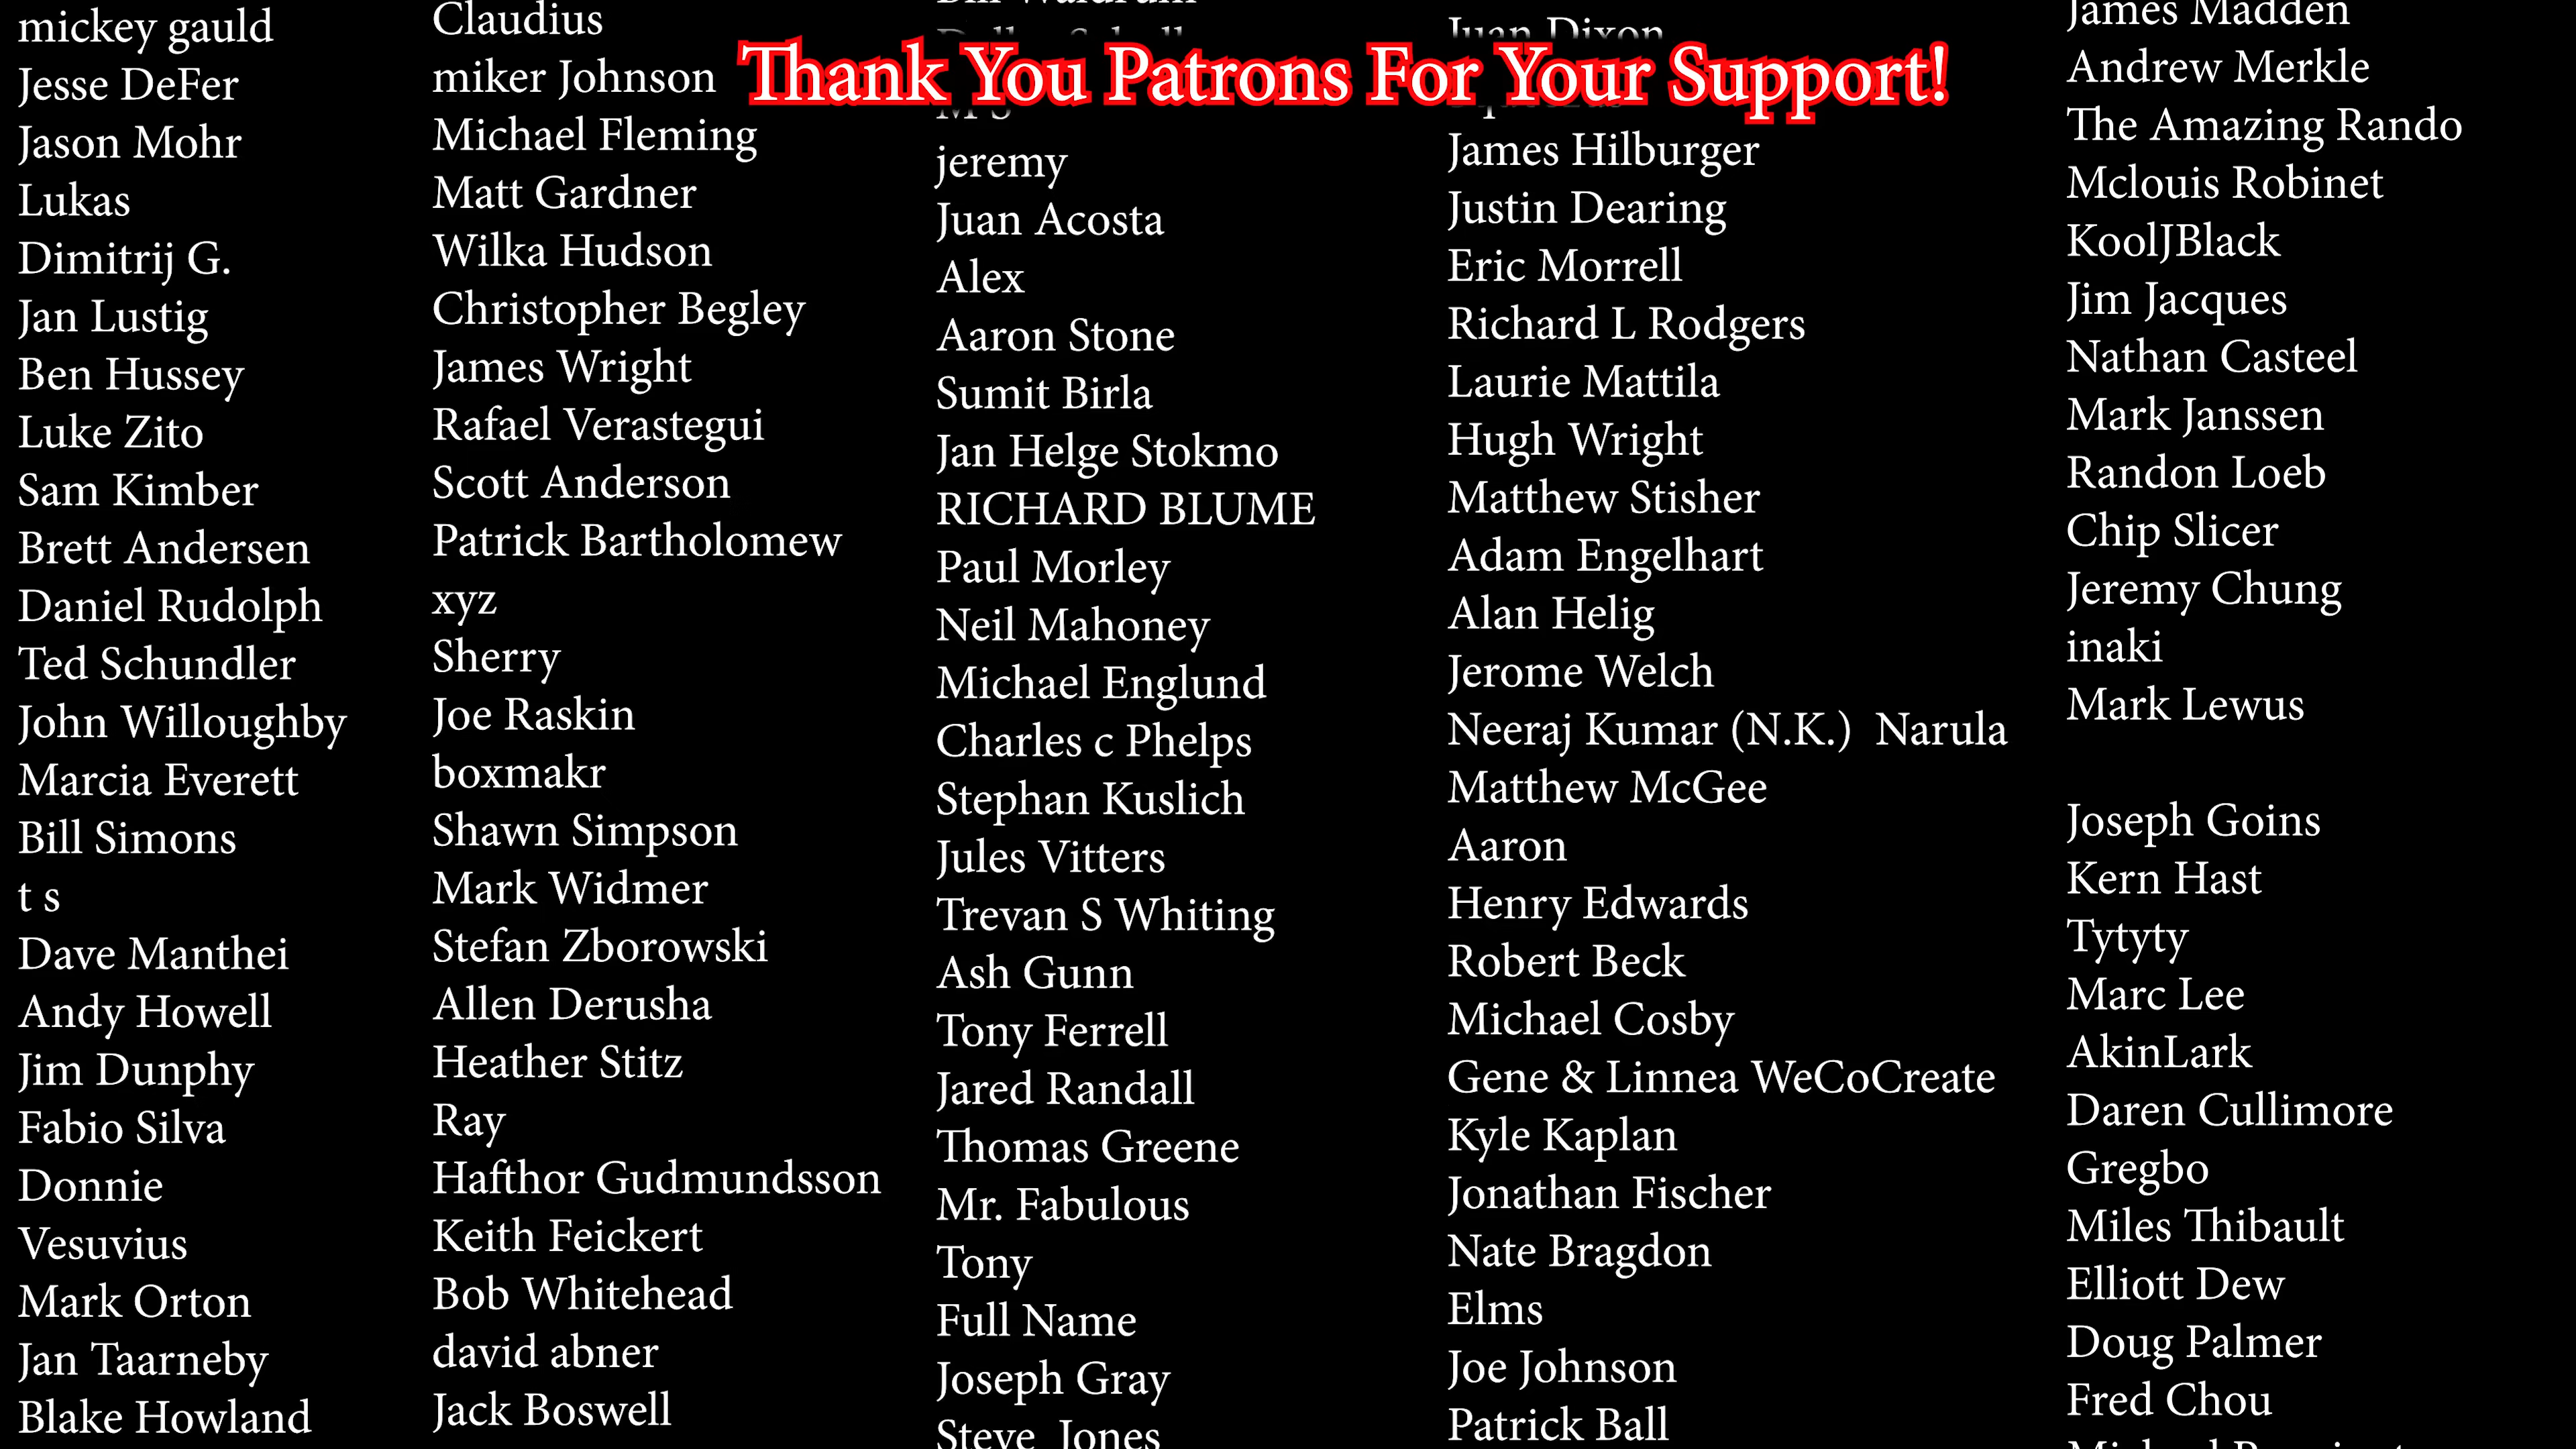 Thank You Patrons For Your Support!
mickey gauld
Jesse DeFer
Jason Mohr
Lukas
Dimitrij G.
Jan Lustig
Ben Hussey
Luke Zito
Sam Kimber
Brett Andersen
Daniel Rudolph
Ted Schundler
John Willoughby
Marcia Everett
Bill Simons
t s
Dave Manthei
Andy Howell
Jim Dunphy
Fabio Silva
Donnie
Vesuvius
Mark Orton
Jan Taarneby
Blake Howland
Claudius
miker Johnson
Michael Fleming
Matt Gardner
Wilka Hudson
Christopher Begley
James Wright
Rafael Verastegui
Scott Anderson
Patrick Bartholomew
xyz
Sherry
Joe Raskin
boxmakr
Shawn Simpson
Mark Widmer
Stefan Zborowski
Allen Derusha
Heather Stitz
Ray
Hafthor Gudmundsson
Keith Feickert
Bob Whitehead
david abner
Jack Boswell
jeremy
Juan Acosta
Alex
Aaron Stone
Sumit Birla
Jan Helge Stokmo
RICHARD BLUME
Paul Morley
Neil Mahoney
Michael Englund
Charles c Phelps
Stephan Kuslich
Jules Vitters
Trevan S Whiting
Ash Gunn
Tony Ferrell
Jared Randall
Thomas Greene
Mr. Fabulous
Tony
Full Name
Joseph Gray
Steve Jones
Juan Dixon
James Hilburger
Justin Dearing
Eric Morrell
Richard L Rodgers
Laurie Mattila
Hugh Wright
Matthew Stisher
Adam Engelhart
Alan Helig
Jerome Welch
Neeraj Kumar (N.K.)  Narula
Matthew McGee
Aaron
Henry Edwards
Robert Beck
Michael Cosby
Gene & Linnea WeCoCreate
Kyle Kaplan
Jonathan Fischer
Nate Bragdon
Elms
Joe Johnson
Patrick Ball
James Madden
Andrew Merkle
The Amazing Rando
Mclouis Robinet
KoolJBlack
Jim Jacques
Nathan Casteel
Mark Janssen
Randon Loeb
Chip Slicer
Jeremy Chung
inaki
Mark Lewus
Joseph Goins
Kern Hast
Tytyty
Marc Lee
AkinLark
Daren Cullimore
Gregbo
Miles Thibault
Elliott Dew
Doug Palmer
Fred Chou